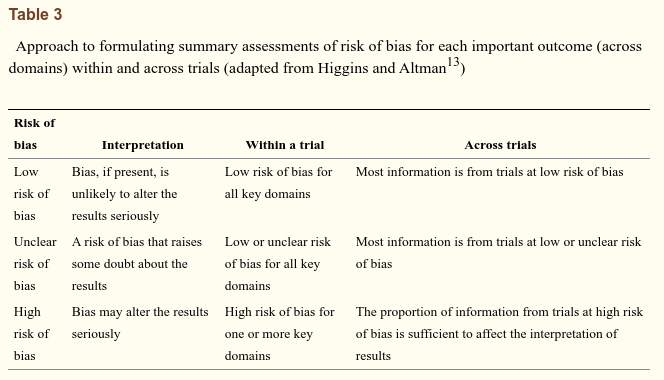 Table 3
Approach to formulating summary assessments of risk of bias for each important outcome (across
domains) within and across trials (adapted from Higgins and Altman13)
Risk of
bias Interpretation Within a trial Across trials
Low Bias, if present, is Low risk of bias for Most information is from trials at low risk of bias
risk of unlikely to alter the all key domains
bias results seriously
Unclear A risk of bias that raises Low or unclear risk Most information is from trials at low or unclear risk
risk of some doubt about the of bias for all key of bias
bias results domains
High Bias may alter the results High risk of bias for The proportion of information from trials at high risk
risk of seriously one or more key of bias is sufficient to affect the interpretation of
bias domains results